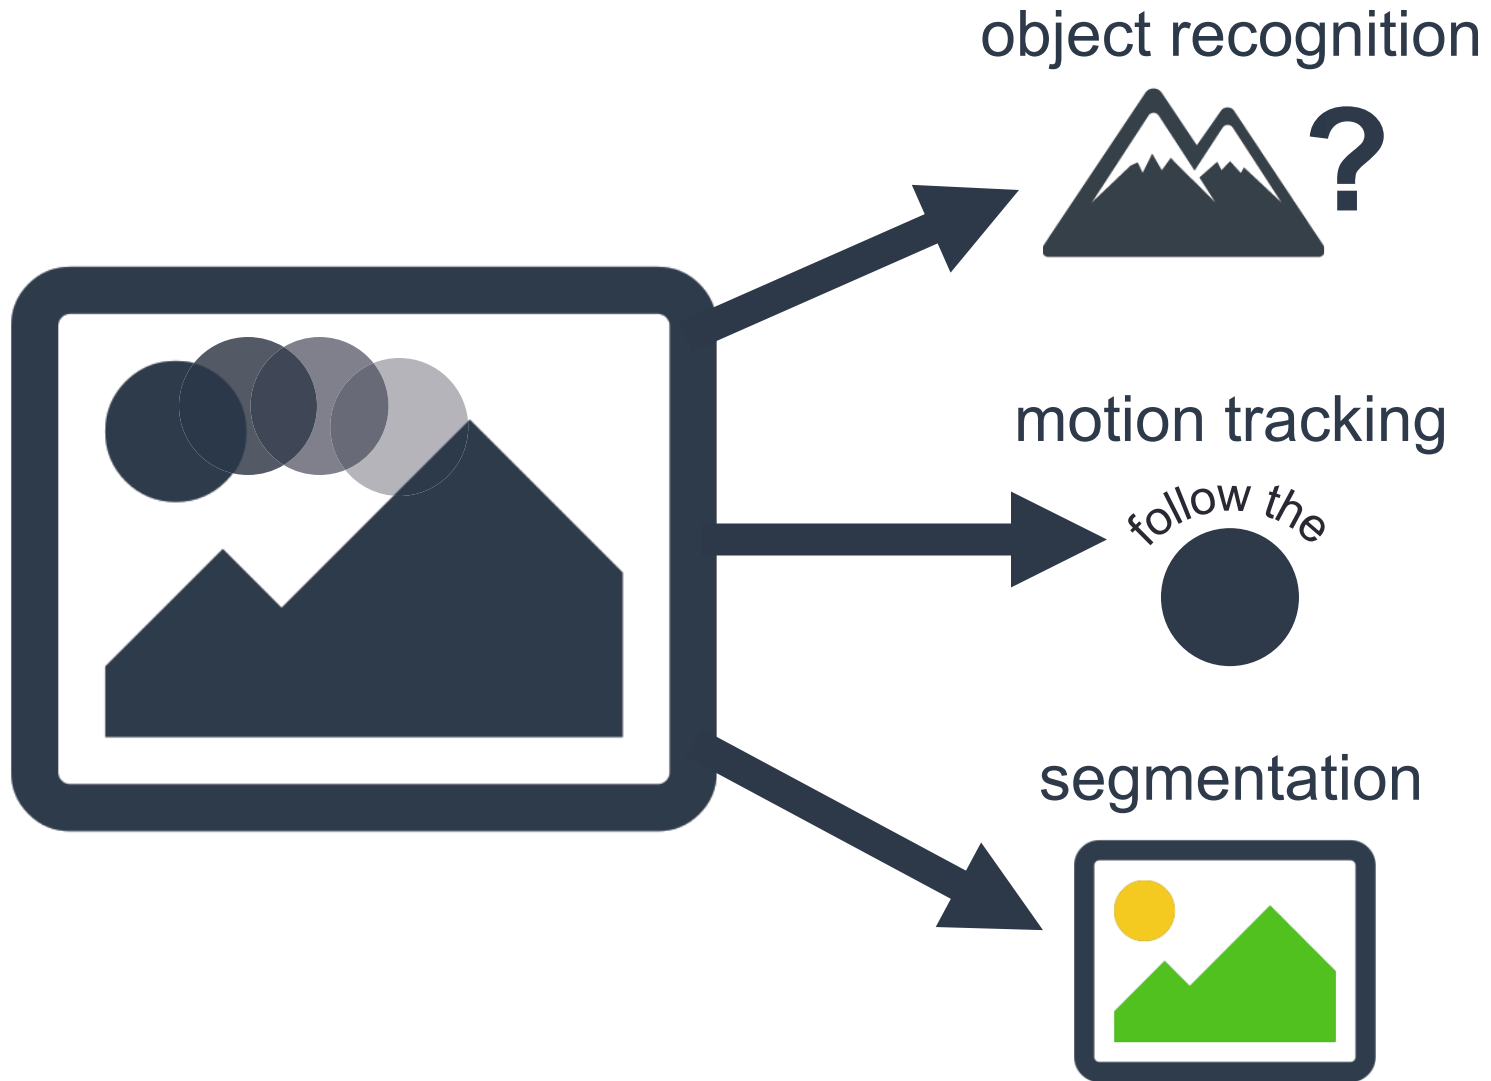 object recognition
?
motion tracking
follow the
segmentation